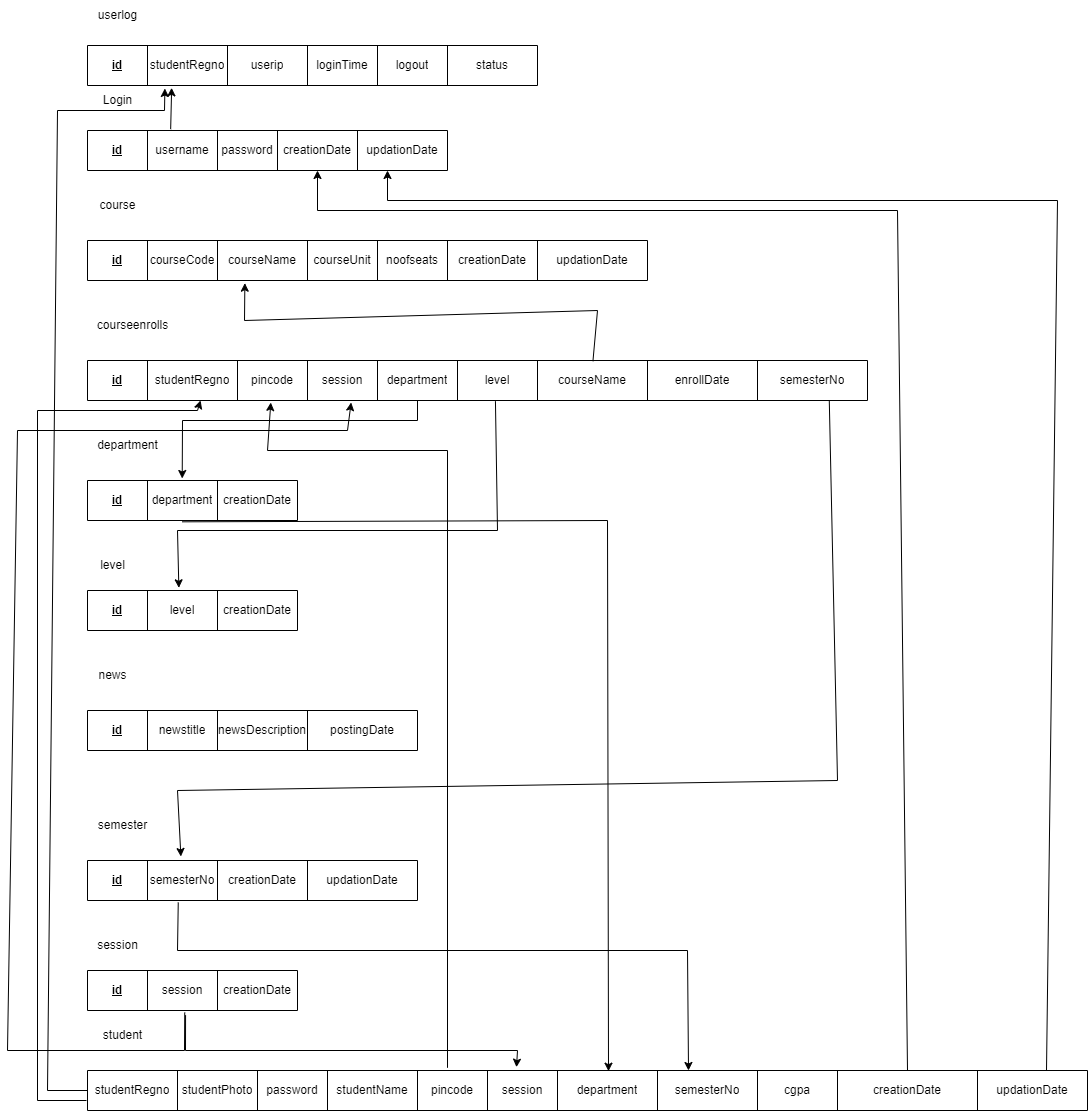 userlog
id studentRegno userip loginTime logout status
Login
id username password creationDate updationDate
course
id courseCode courseName courseUnit noofseats creationDate updationDate
courseenrolls
id studentRegno pincode session department level courseName enrollDate semesterNo
department
id department creationDate
level
id level creationDate
news
id newstitle newsDescription postingDate
semester
id semesterNo creationDate updationDate
session
id session creationDate
student
studentRegno studentPhoto password studentName pincode session department semesterNo cgpa creationDate updationDate